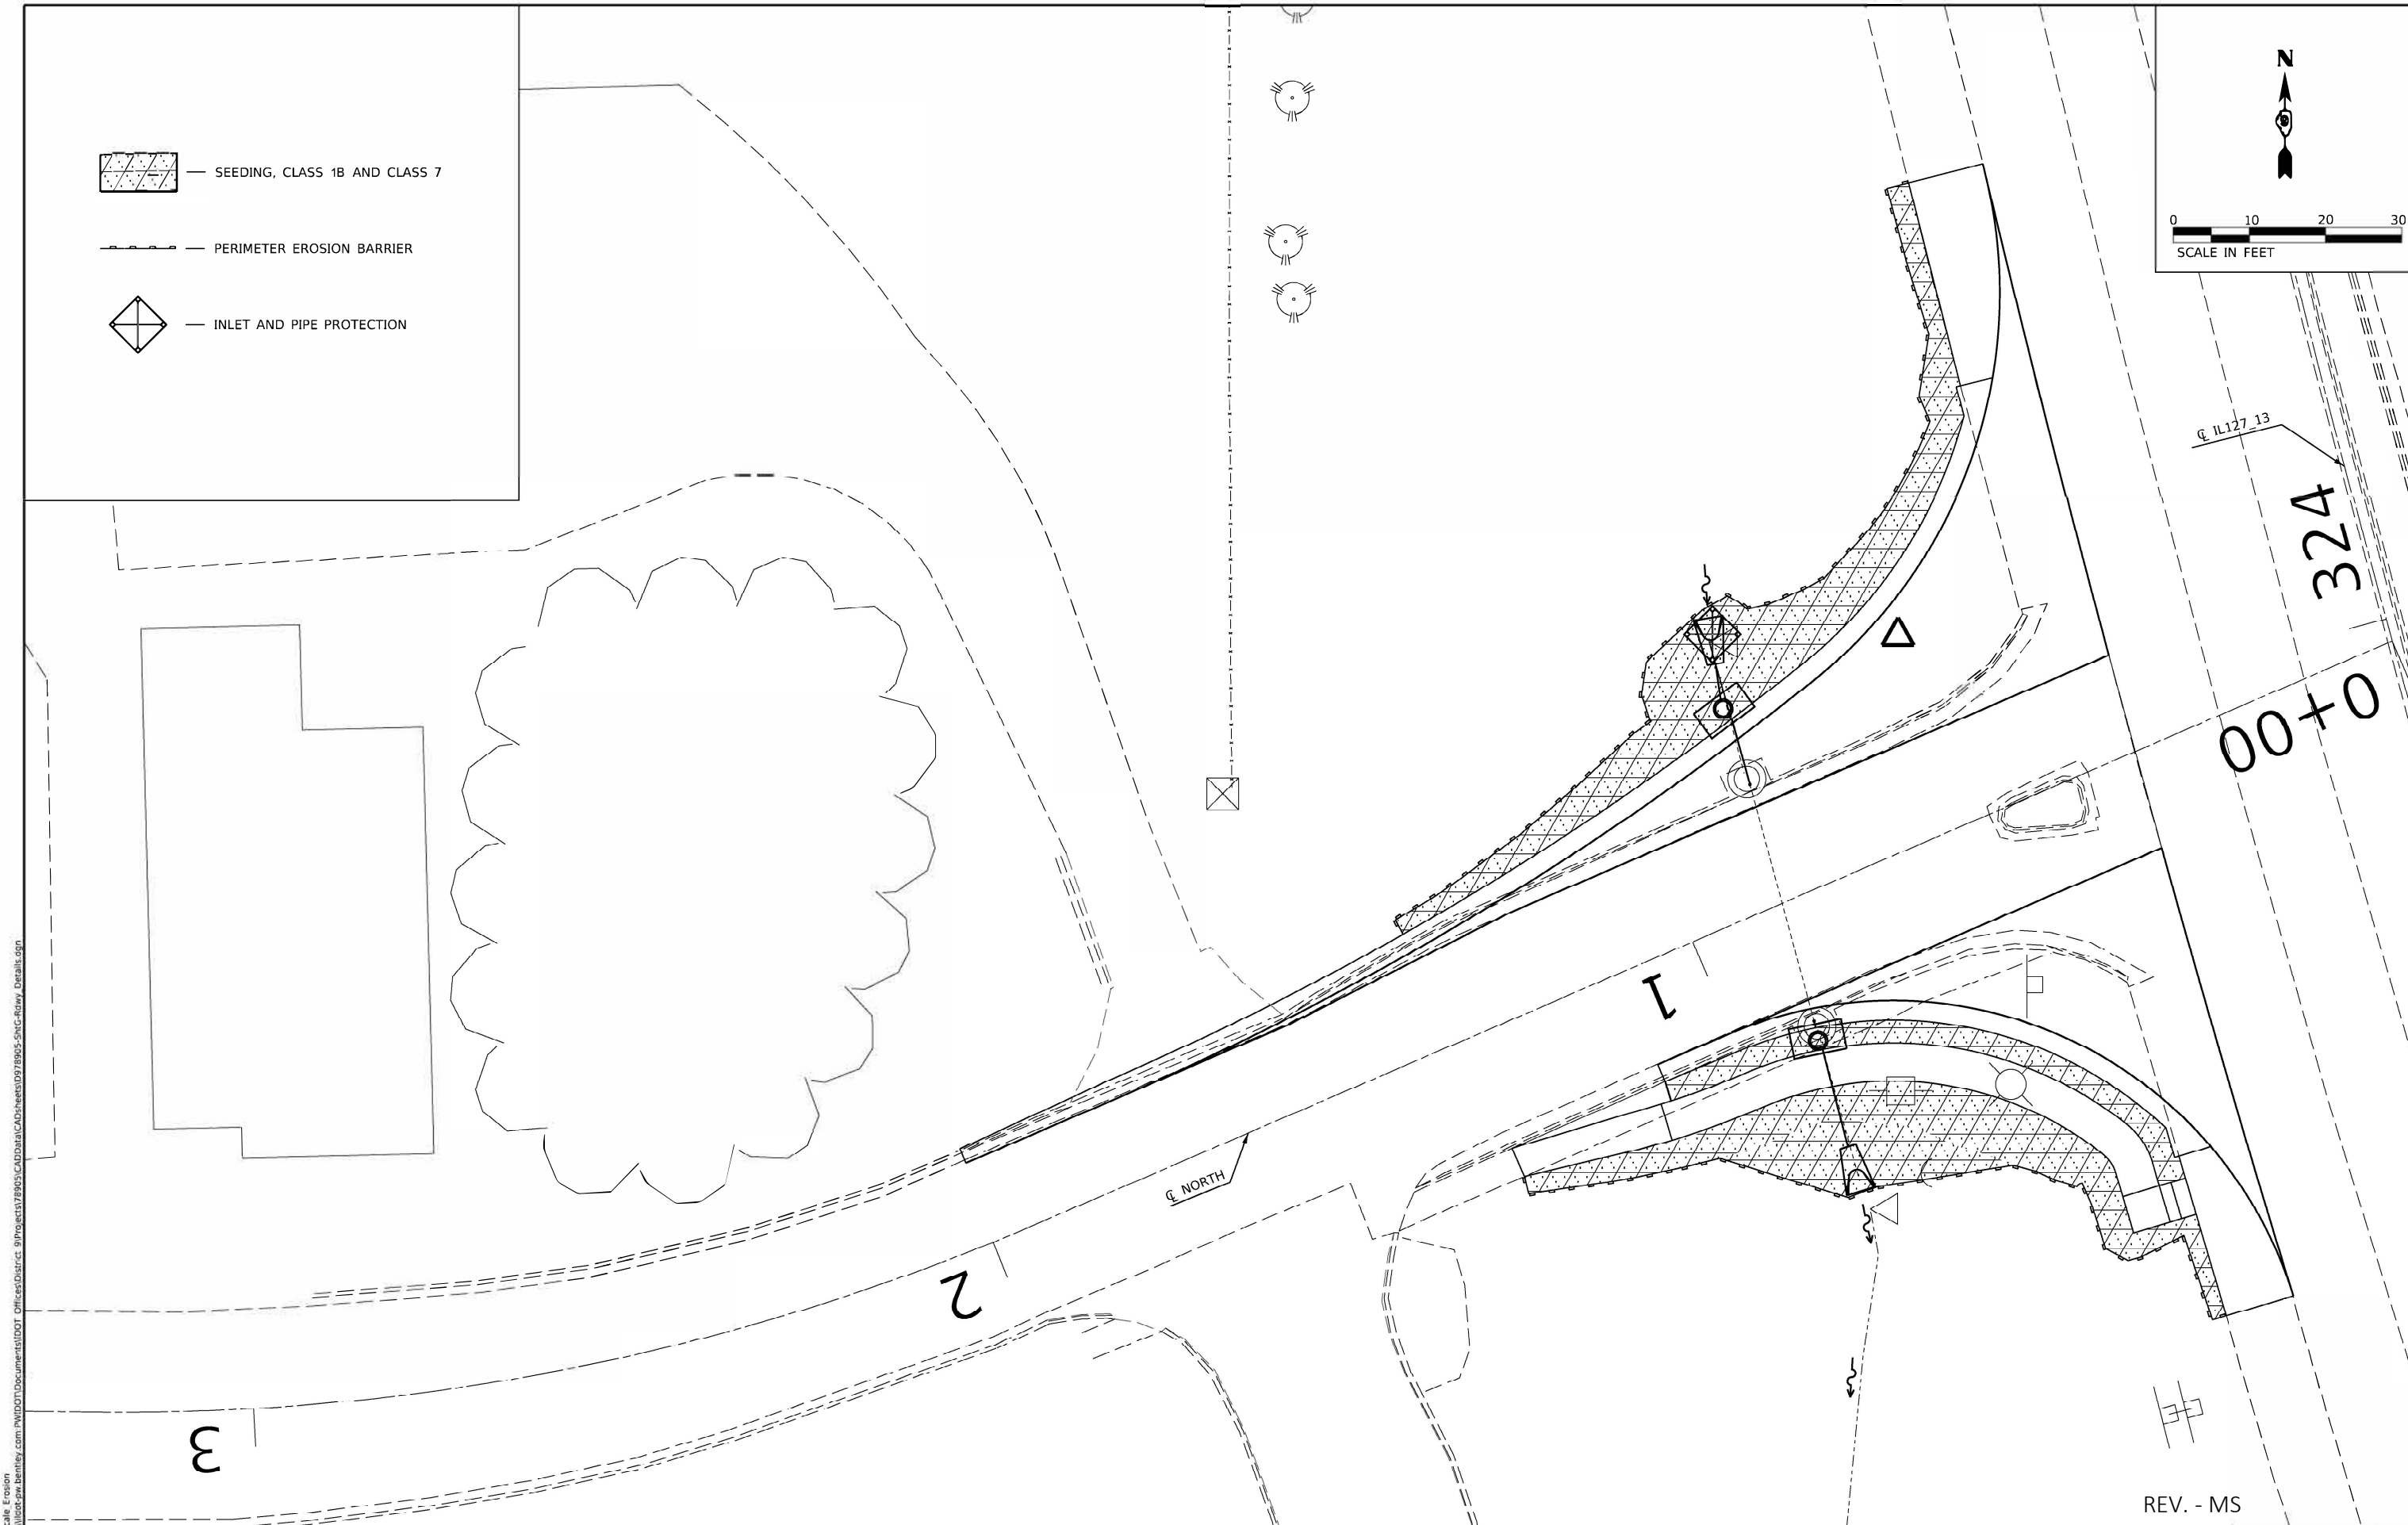 SEEDING, CLASS 1B AND CLASS 7
PERIMETER EROSION BARRIER
INLET AND PIPE PROTECTION
N
0 10 20 30
SCALE IN FEET
℄ IL127_13
324
0+00
1
℄ NORTH
2
3
REV. - MS